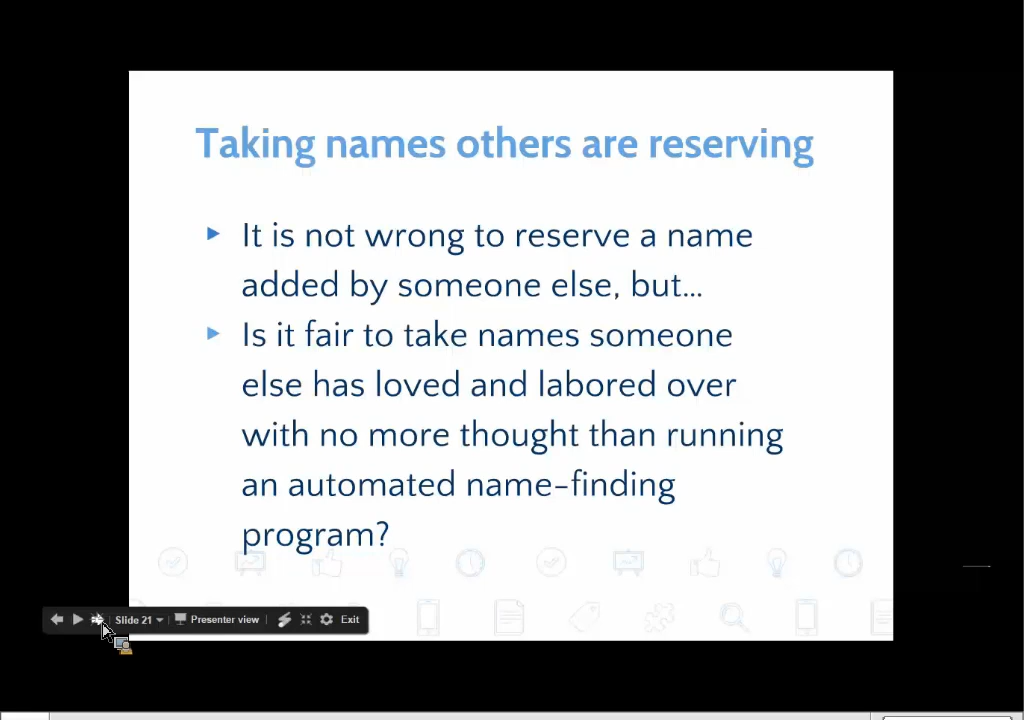 Taking names others are reserving
It is not wrong to reserve a name
added by someone else, but...
Is it fair to take names someone
else has loved and labored over
with no more thought than running
an automated name-finding
program?
Slide 21
Presenter view
Exit